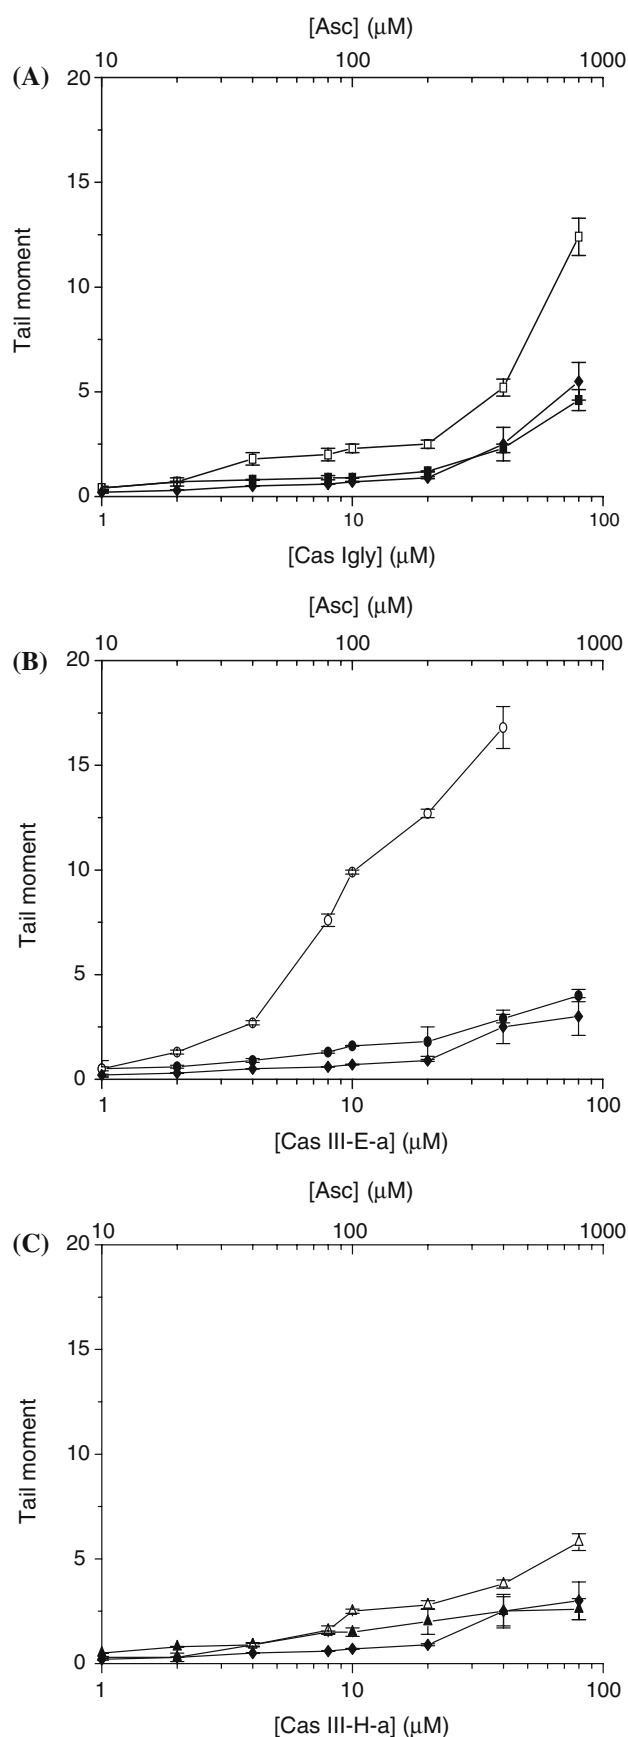 [Asc] (μM)
10 100 1000
(A)
20
15
10
5
0
Tail moment
1 10 100
[Cas Igly] (μM)
[Asc] (μM)
10 100 1000
(B)
20
15
10
5
0
Tail moment
1 10 100
[Cas III-E-a] (μM)
[Asc] (μM)
10 100 1000
(C)
20
15
10
5
0
Tail moment
1 10 100
[Cas III-H-a] (μM)